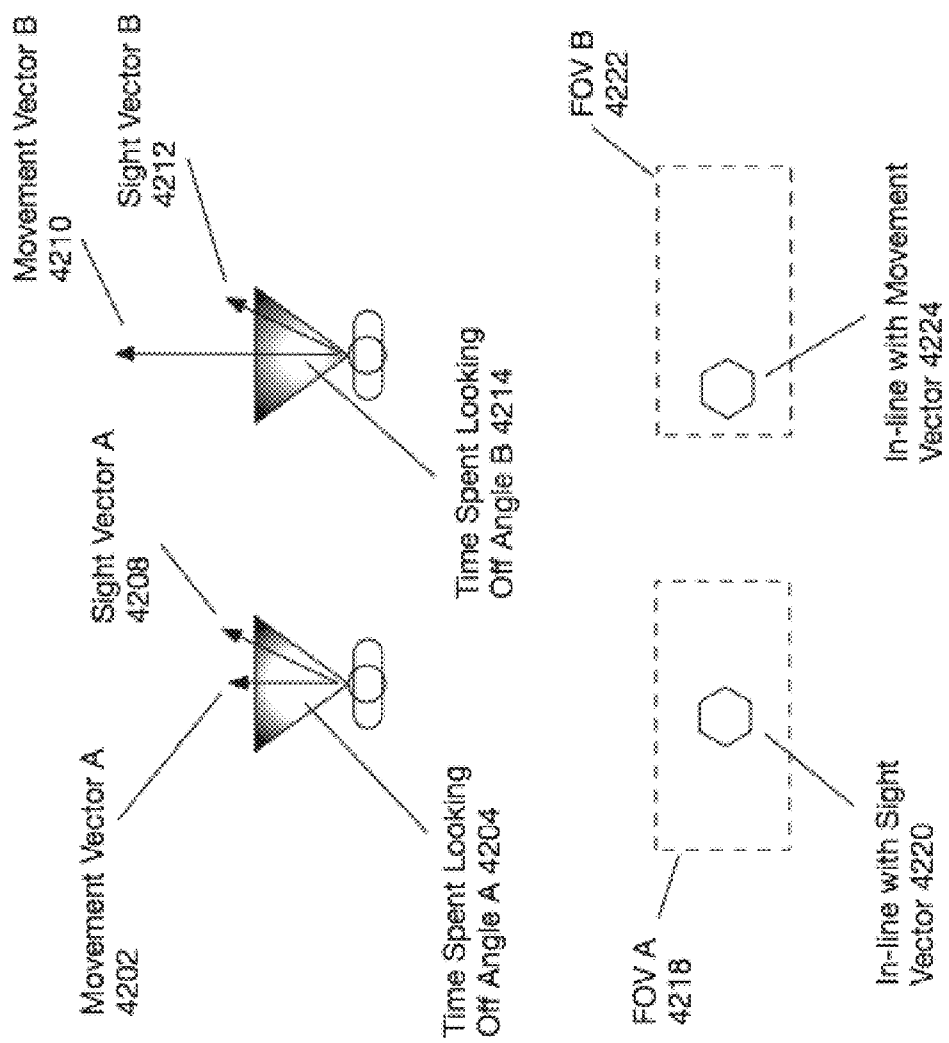 Movement Vector A
4202
Sight Vector A
4208
Movement Vector B
4210
Sight Vector B
4212
Time Spent Looking
Off Angle A 4204
Time Spent Looking
Off Angle B 4214
FOV A
4218
In-line with Sight
Vector 4220
FOV B
4222
In-line with Movement
Vector 4224